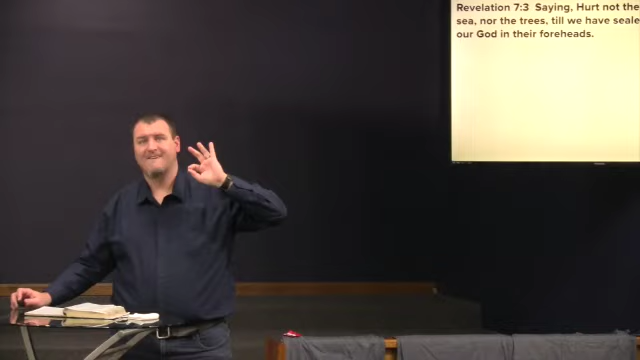 Revelation 7:3 Saying, Hurt not the
sea, nor the trees, till we have
our God in their foreheads.